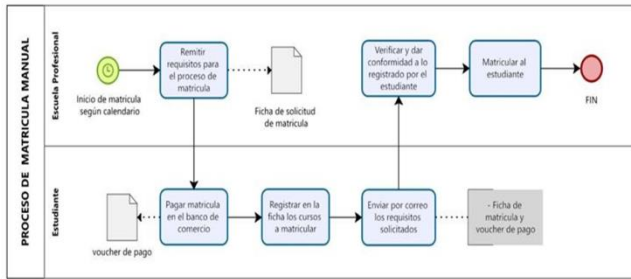 PROCESO DE MATRICULA MANUAL
Escuela Profesional
Inicio de matricula
según calendario
Remitir
requisitos para
el proceso de
matricula
Ficha de solicitud
de matricula
Verificar y dar
conformidad a lo
registrado por el
estudiante
Matricular al
estudiante
FIN
Estudiante
voucher de pago
Pagar matricula
en el banco de
comercio
Registrar en la
ficha los cursos
a matricular
Enviar por correo
los requisitos
solicitados
- Ficha de
matricula y
voucher de pago